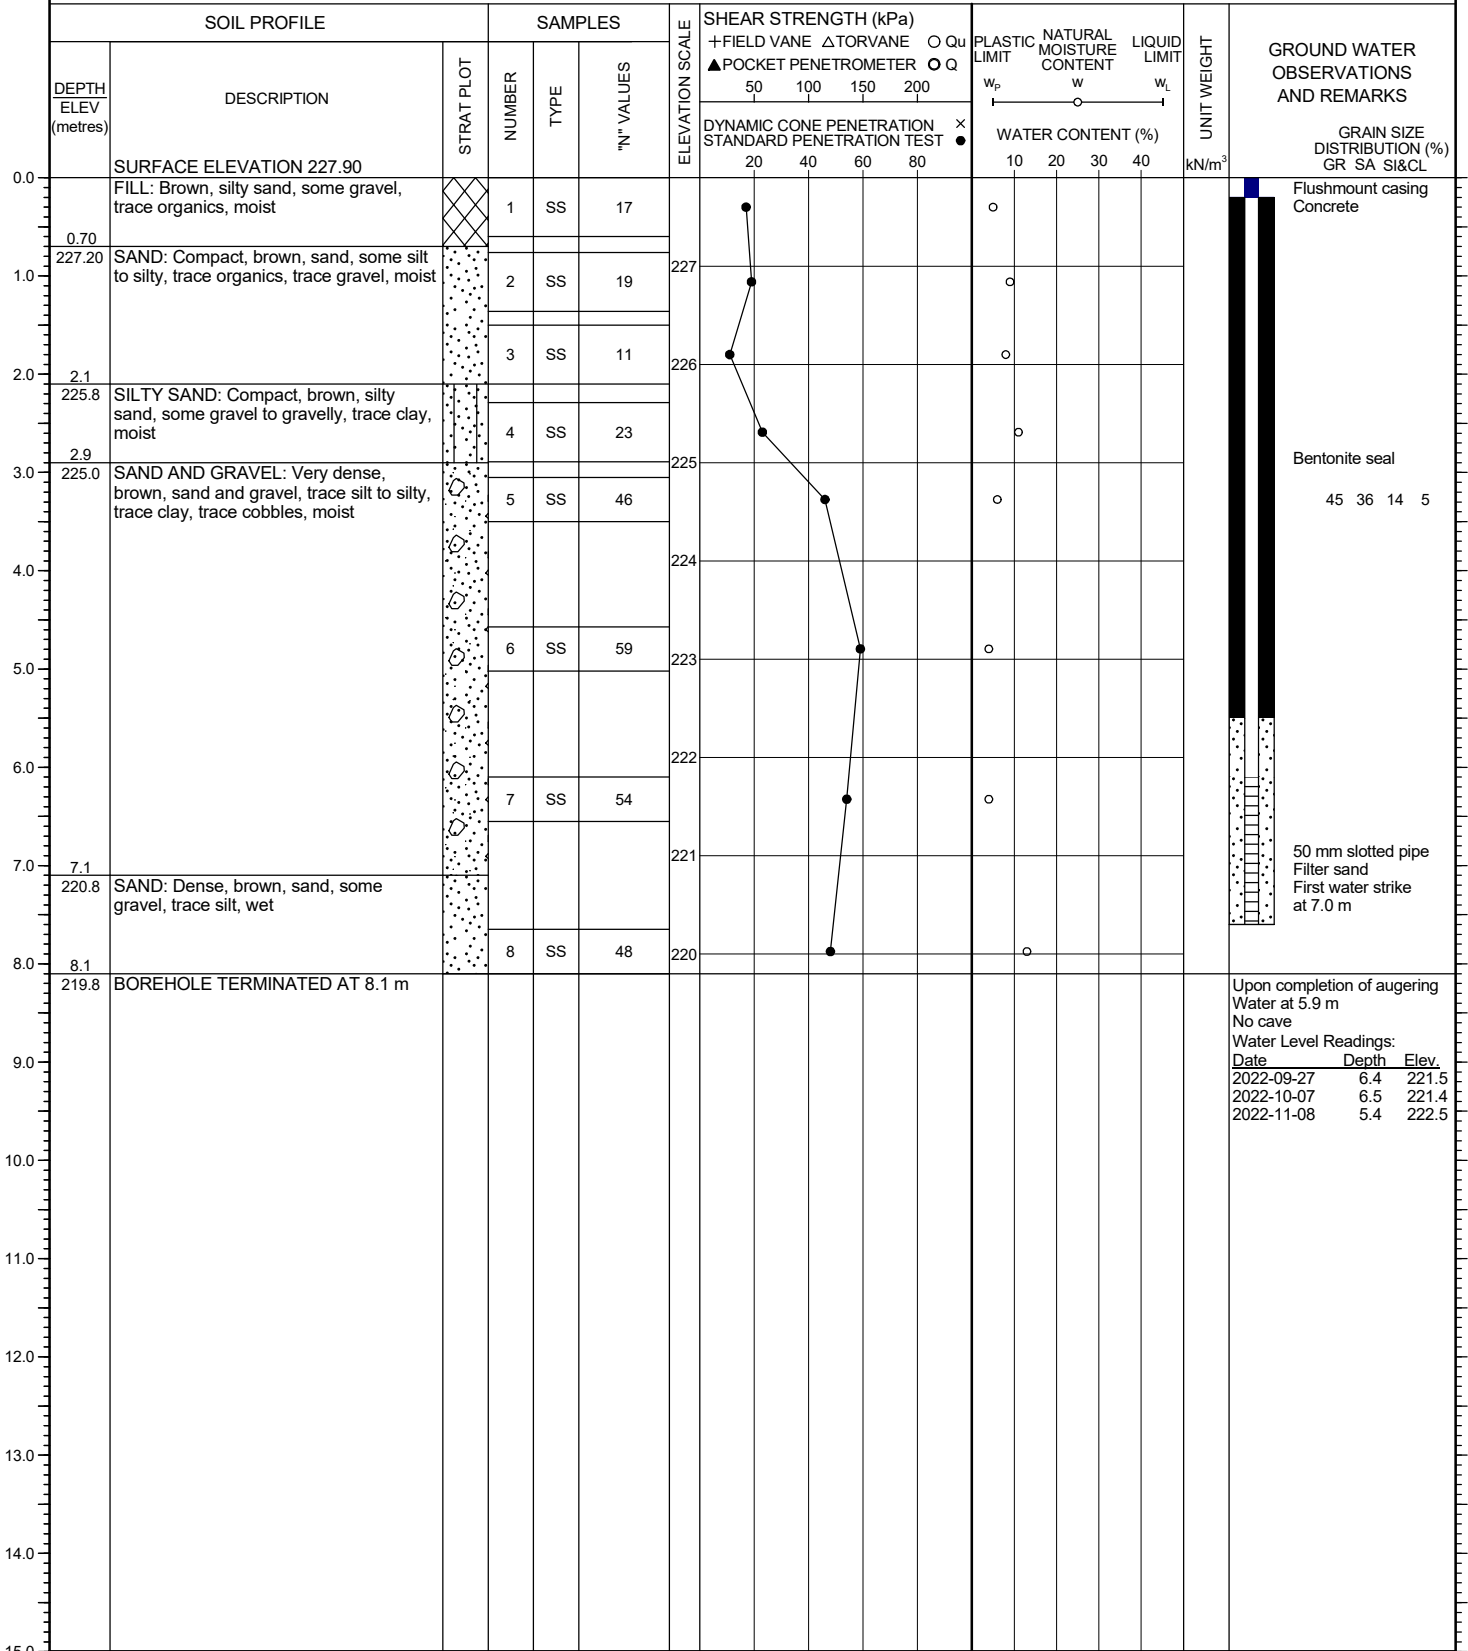 SOIL PROFILE
SAMPLES
DEPTH
ELEV
(metres)
DESCRIPTION
STRAT PLOT
NUMBER
TYPE
"N" VALUES
ELEVATION SCALE
SHEAR STRENGTH (kPa)
+FIELD VANE △TORVANE ○ Qu
▲POCKET PENETROMETER ○ Q
50 100 150 200
DYNAMIC CONE PENETRATION ×
STANDARD PENETRATION TEST ●
20 40 60 80
PLASTIC LIMIT
NATURAL MOISTURE CONTENT
LIQUID LIMIT
wP w wL
WATER CONTENT (%)
10 20 30 40
UNIT WEIGHT
kN/m³
GROUND WATER
OBSERVATIONS
AND REMARKS
GRAIN SIZE
DISTRIBUTION (%)
GR SA SI&CL
SURFACE ELEVATION 227.90
0.0
FILL: Brown, silty sand, some gravel,
trace organics, moist
1 SS 17
Flushmount casing
Concrete
0.70
227.20
SAND: Compact, brown, sand, some silt
to silty, trace organics, trace gravel, moist
227
1.0
2 SS 19
3 SS 11
226
2.0
2.1
225.8
SILTY SAND: Compact, brown, silty
sand, some gravel to gravelly, trace clay,
moist
4 SS 23
2.9
225
Bentonite seal
3.0
225.0
SAND AND GRAVEL: Very dense,
brown, sand and gravel, trace silt to silty,
trace clay, trace cobbles, moist
5 SS 46
45 36 14 5
224
4.0
6 SS 59
223
5.0
222
6.0
7 SS 54
221
7.0
7.1
50 mm slotted pipe
Filter sand
First water strike
at 7.0 m
220.8
SAND: Dense, brown, sand, some
gravel, trace silt, wet
8 SS 48
220
8.0
8.1
219.8
BOREHOLE TERMINATED AT 8.1 m
Upon completion of augering
Water at 5.9 m
No cave
Water Level Readings:
Date Depth Elev.
2022-09-27 6.4 221.5
2022-10-07 6.5 221.4
2022-11-08 5.4 222.5
9.0
10.0
11.0
12.0
13.0
14.0
15.0